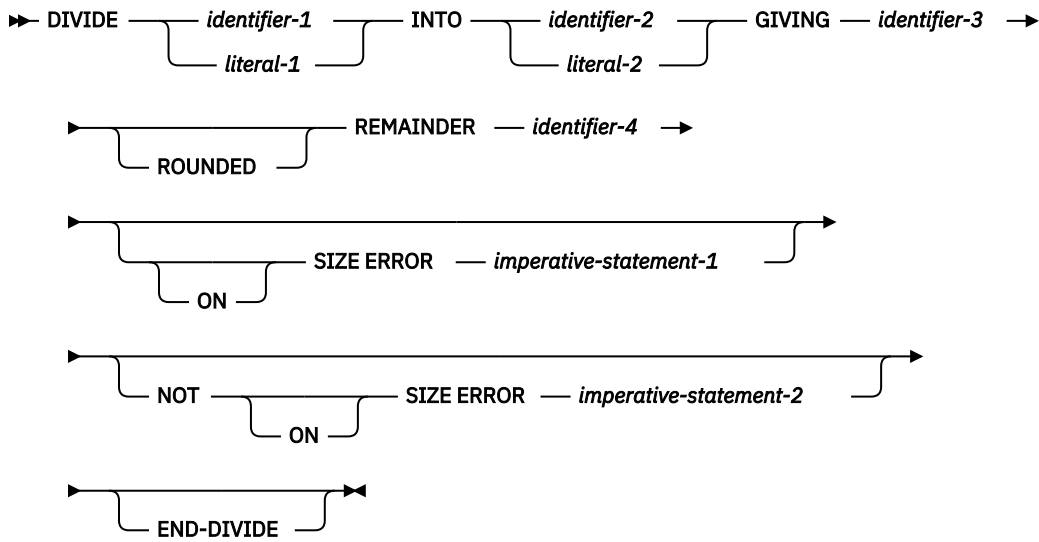 DIVIDE identifier-1 INTO identifier-2 GIVING identifier-3
literal-1 literal-2
REMAINDER identifier-4
ROUNDED
SIZE ERROR imperative-statement-1
ON
NOT SIZE ERROR imperative-statement-2
ON
END-DIVIDE